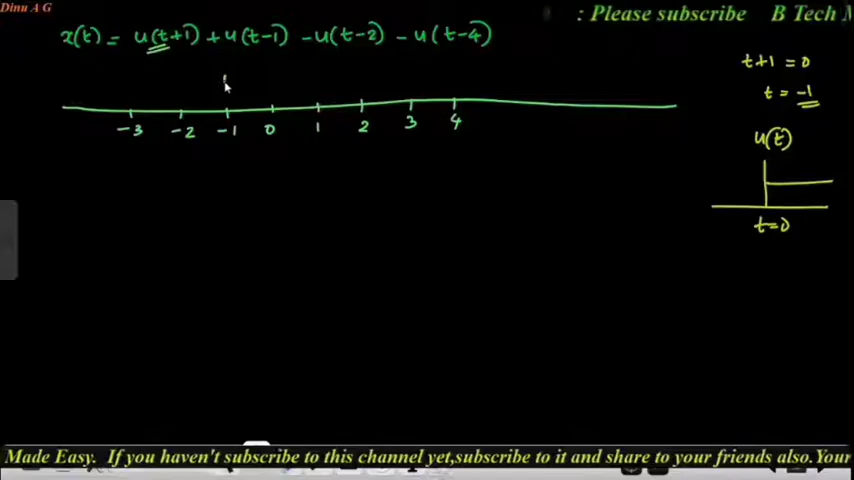 Dinu A G
: Please subscribe B Tech M
x(t) = u(t+1) + u(t-1) - u(t-2) - u(t-4)
t+1 = 0
t = -1
u(t)
-3 -2 -1 0 1 2 3 4
t=0
Made Easy. If you haven't subscribe to this channel yet,subscribe to it and share to your friends also.Your